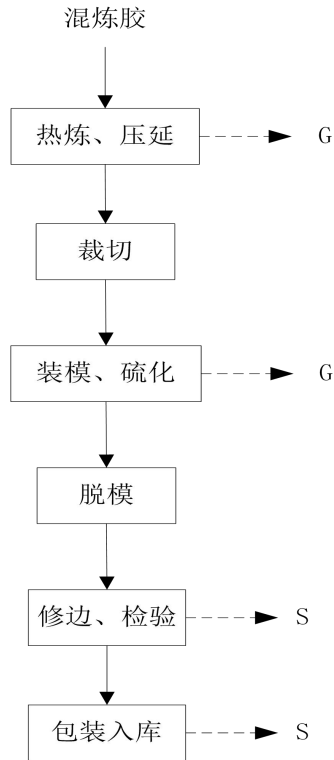 混炼胶
热炼、压延 G
裁切
装模、硫化 G
脱模
修边、检验 S
包装入库 S